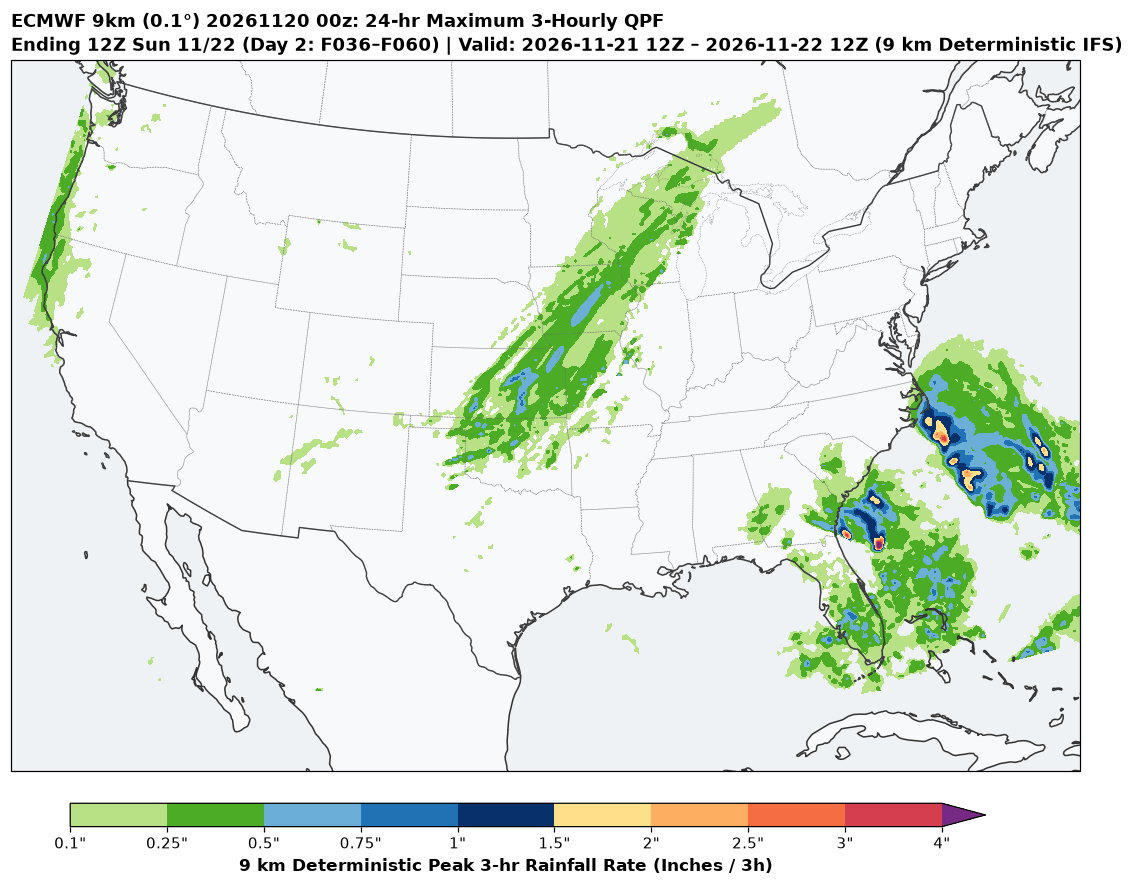 ECMWF 9km (0.1°) 20261120 00z: 24-hr Maximum 3-Hourly QPF
Ending 12Z Sun 11/22 (Day 2: F036–F060) | Valid: 2026-11-21 12Z – 2026-11-22 12Z (9 km Deterministic IFS)
0.1" 0.25" 0.5" 0.75" 1" 1.5" 2" 2.5" 3" 4"
9 km Deterministic Peak 3-hr Rainfall Rate (Inches / 3h)